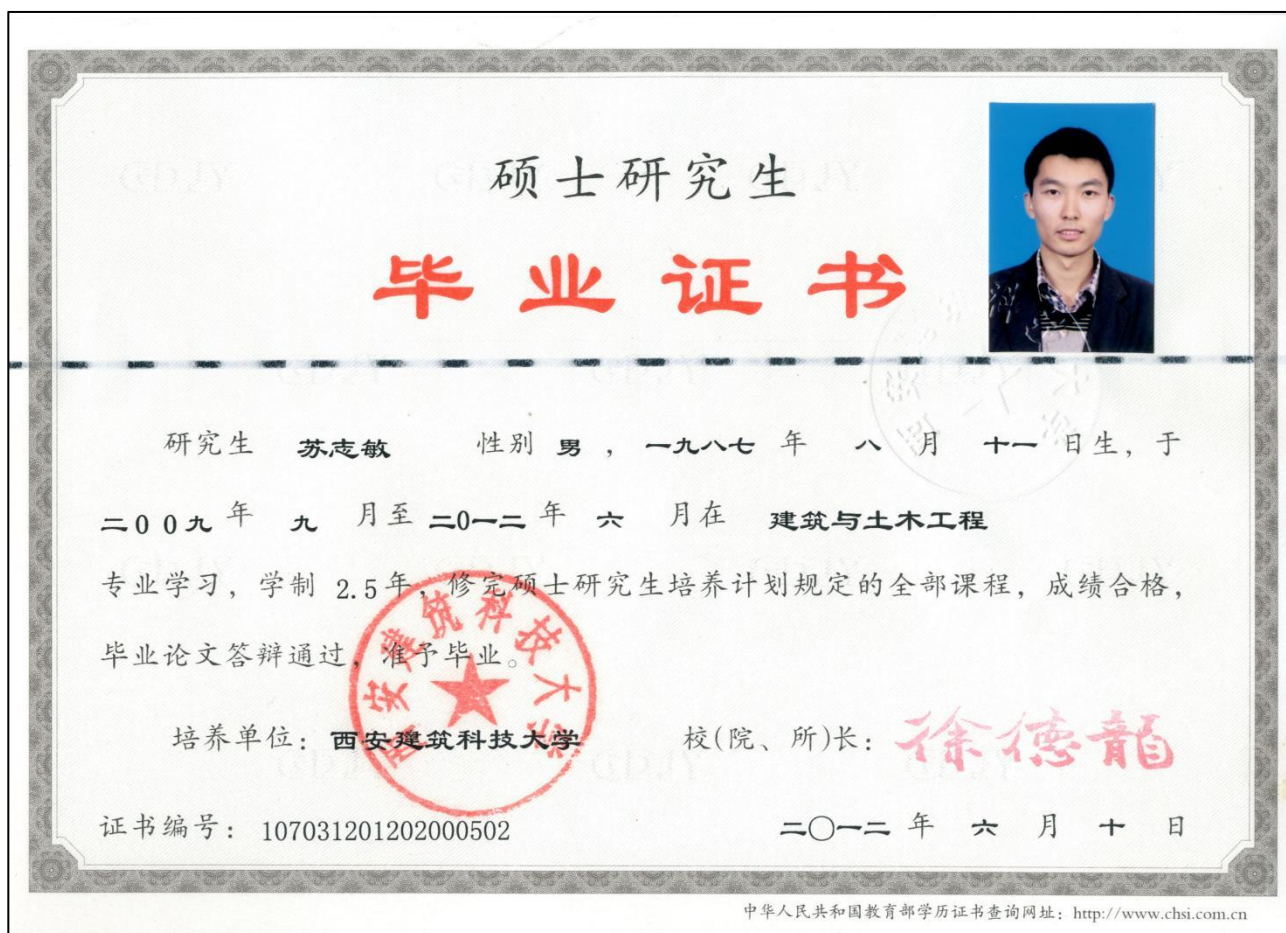 硕士研究生
毕业证书
研究生 苏志敏 性别 男 ，一九八七 年 八 月 十一 日生，于
二00九 年 九 月至 二0一二 年 六 月在 建筑与土木工程
专业学习，学制 2.5年，修完硕士研究生培养计划规定的全部课程，成绩合格，
毕业论文答辩通过，准予毕业。
西安建筑科技大学
培养单位：西安建筑科技大学 校(院、所)长：徐德龍
证书编号：107031201202000502 二〇一二 年 六 月 十 日
中华人民共和国教育部学历证书查询网址：http://www.chsi.com.cn